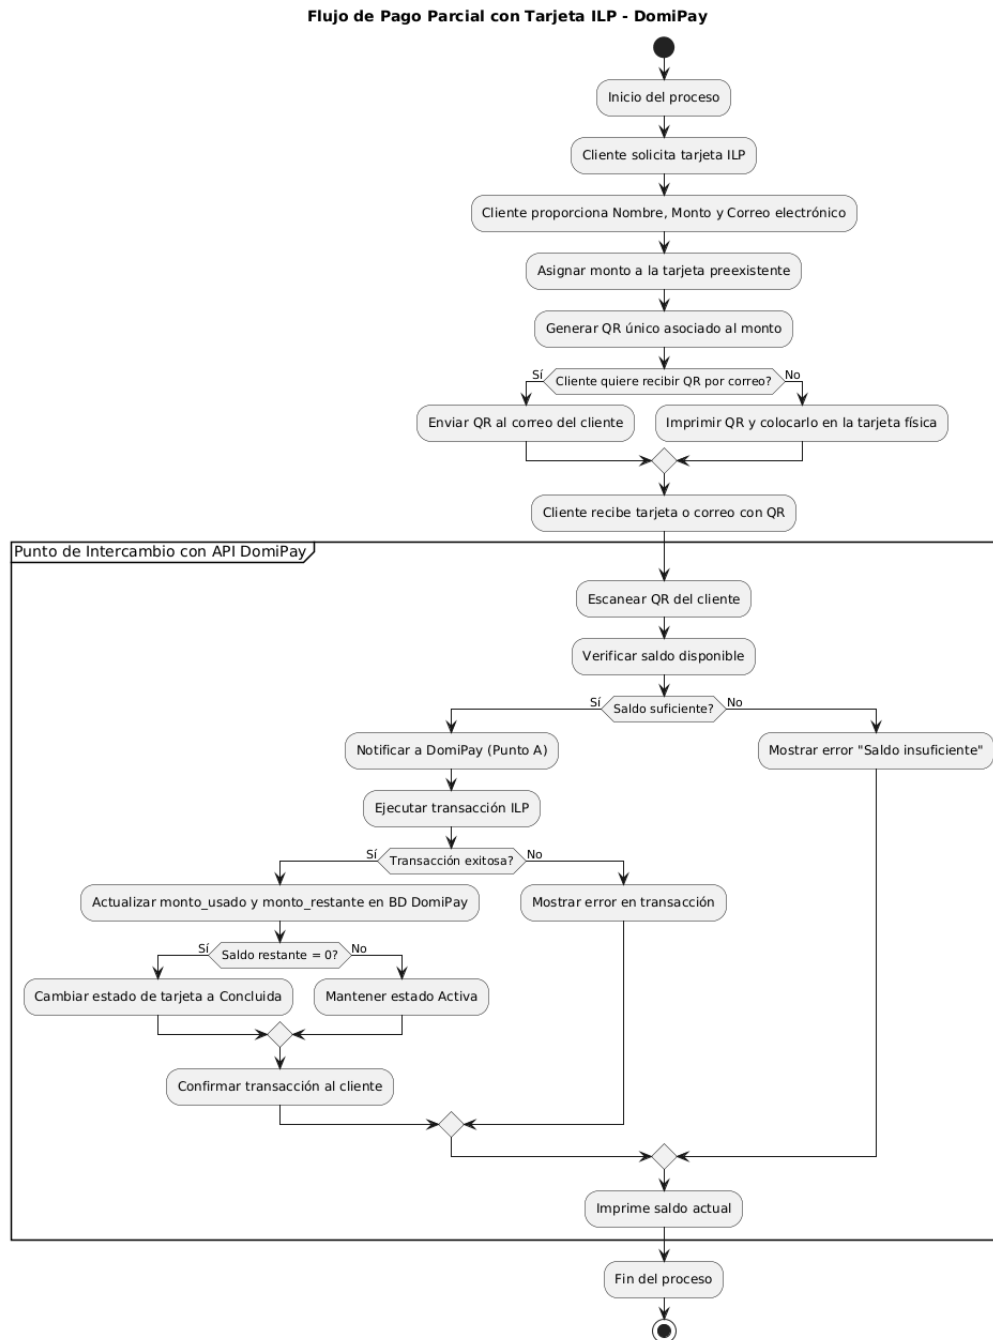 Flujo de Pago Parcial con Tarjeta ILP - DomiPay
Inicio del proceso
Cliente solicita tarjeta ILP
Cliente proporciona Nombre, Monto y Correo electrónico
Asignar monto a la tarjeta preexistente
Generar QR único asociado al monto
Sí
Cliente quiere recibir QR por correo?
No
Enviar QR al correo del cliente
Imprimir QR y colocarlo en la tarjeta física
Cliente recibe tarjeta o correo con QR
Punto de Intercambio con API DomiPay
Escanear QR del cliente
Verificar saldo disponible
Sí
Saldo suficiente?
No
Notificar a DomiPay (Punto A)
Mostrar error "Saldo insuficiente"
Ejecutar transacción ILP
Sí
Transacción exitosa?
No
Actualizar monto_usado y monto_restante en BD DomiPay
Mostrar error en transacción
Sí
Saldo restante = 0?
No
Cambiar estado de tarjeta a Concluida
Mantener estado Activa
Confirmar transacción al cliente
Imprime saldo actual
Fin del proceso